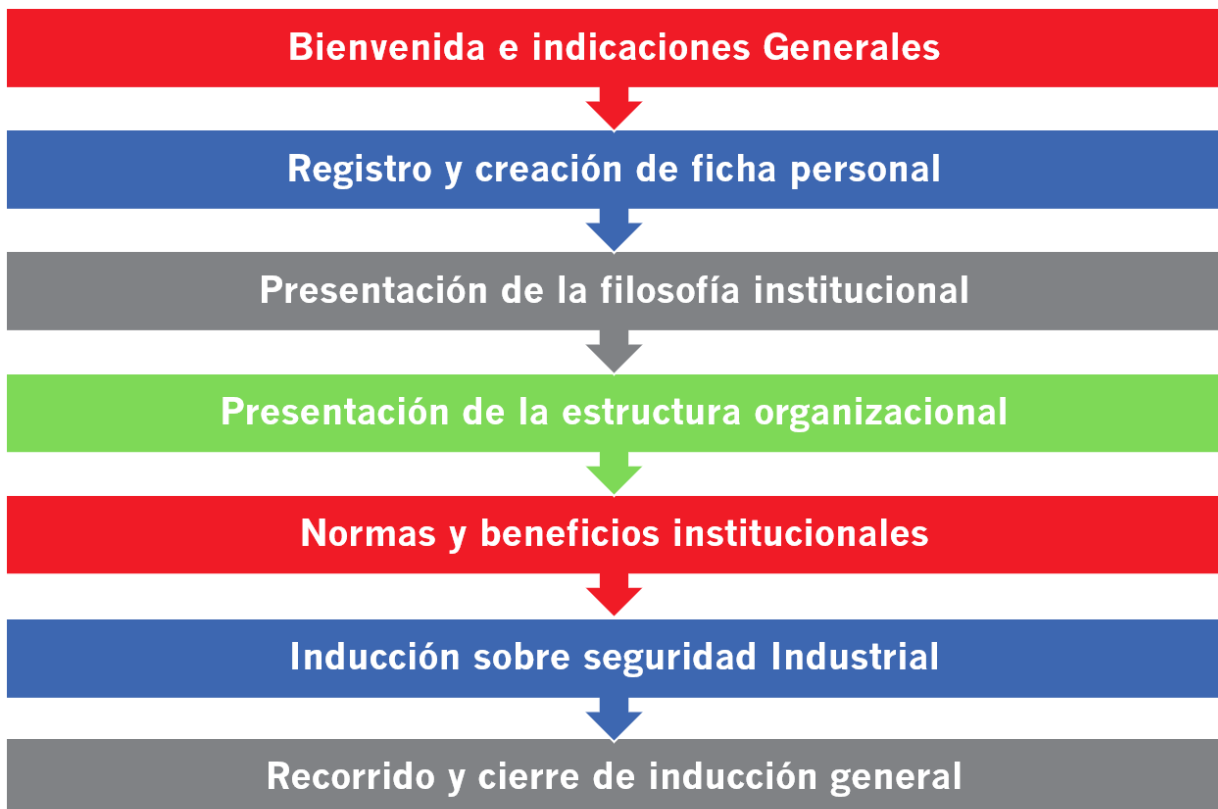 Bienvenida e indicaciones Generales
Registro y creación de ficha personal
Presentación de la filosofía institucional
Presentación de la estructura organizacional
Normas y beneficios institucionales
Inducción sobre seguridad Industrial
Recorrido y cierre de inducción general